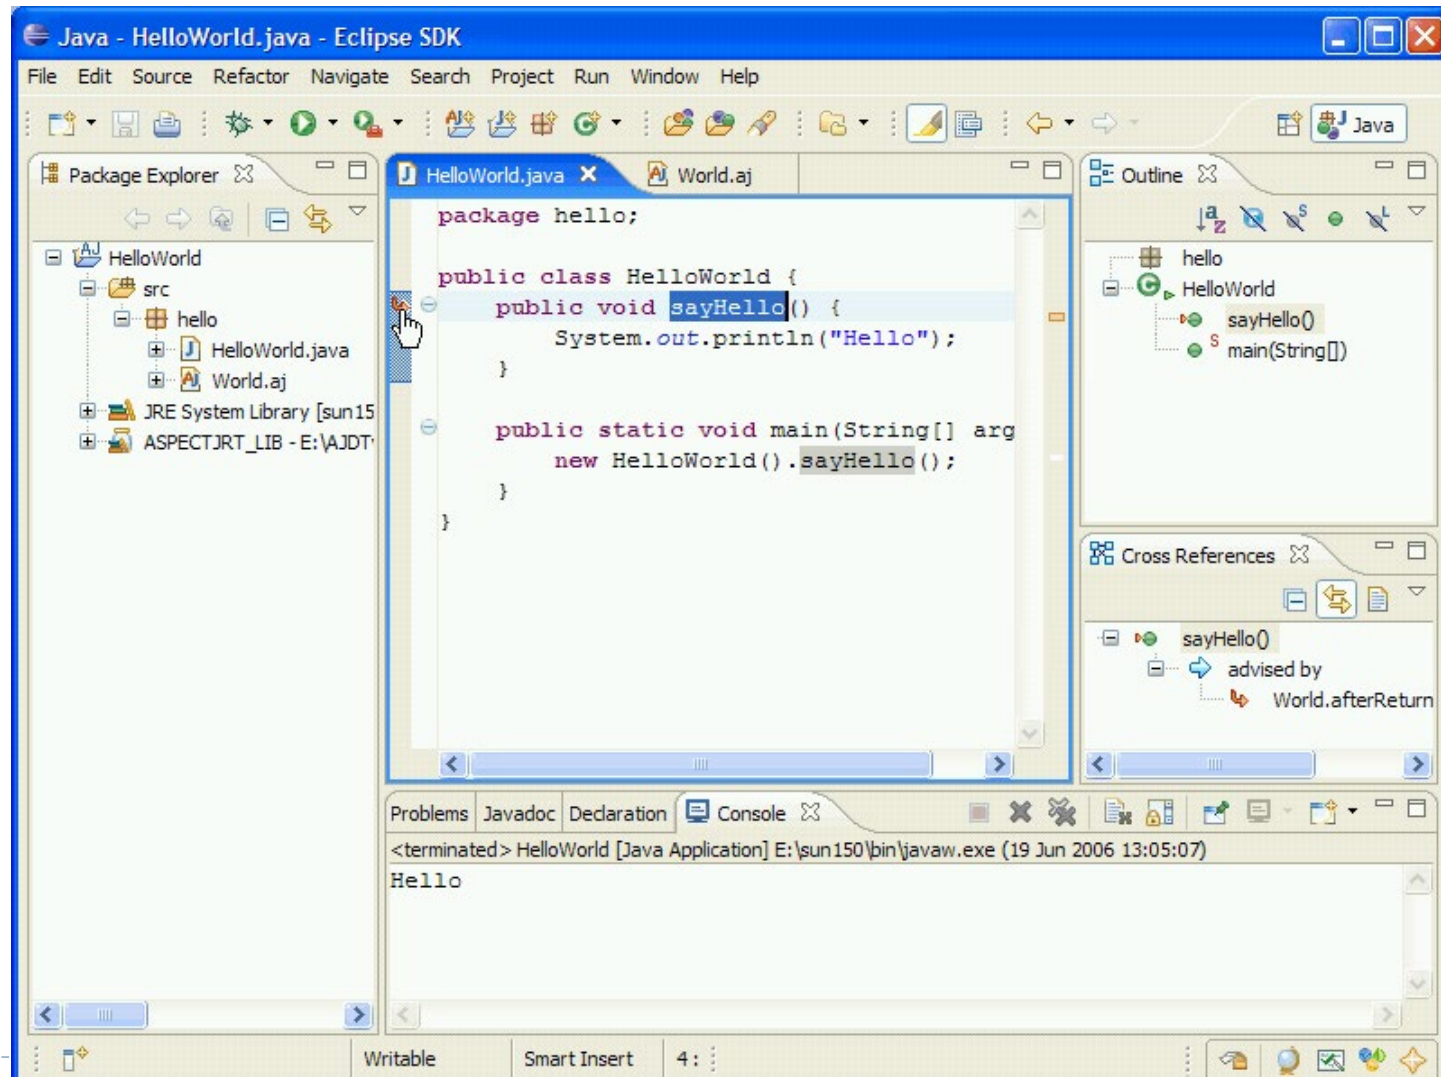 Java - HelloWorld.java - Eclipse SDK
File Edit Source Refactor Navigate Search Project Run Window Help
Java
Package Explorer
HelloWorld
src
hello
HelloWorld.java
World.aj
JRE System Library [sun15
ASPECTJRT_LIB - E:\AJDT
HelloWorld.java World.aj
package hello;
public class HelloWorld {
public void sayHello() {
System.out.println("Hello");
}
public static void main(String[] arg
new HelloWorld().sayHello();
}
}
Outline
hello
HelloWorld
sayHello()
S main(String[])
Cross References
sayHello()
advised by
World.afterReturn
Problems Javadoc Declaration Console
<terminated> HelloWorld [Java Application] E:\sun150\bin\javaw.exe (19 Jun 2006 13:05:07)
Hello
Writable Smart Insert 4 :